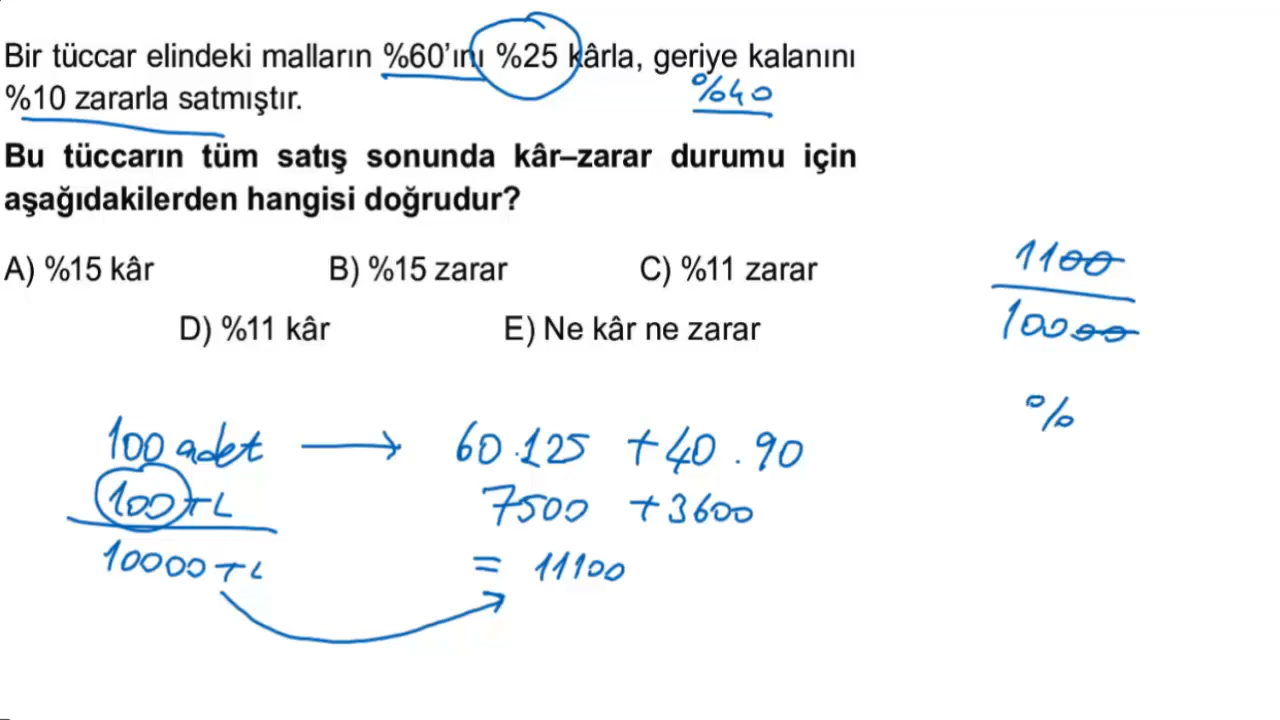 Bir tüccar elindeki malların %60'ını %25 kârla, geriye kalanını
%10 zararla satmıştır.
%40
Bu tüccarın tüm satış sonunda kâr–zarar durumu için
aşağıdakilerden hangisi doğrudur?
A) %15 kâr B) %15 zarar C) %11 zarar
D) %11 kâr E) Ne kâr ne zarar
1100
10000
%
100 adet → 60.125 + 40.90
100 TL 7500 + 3600
10000 TL = 11100